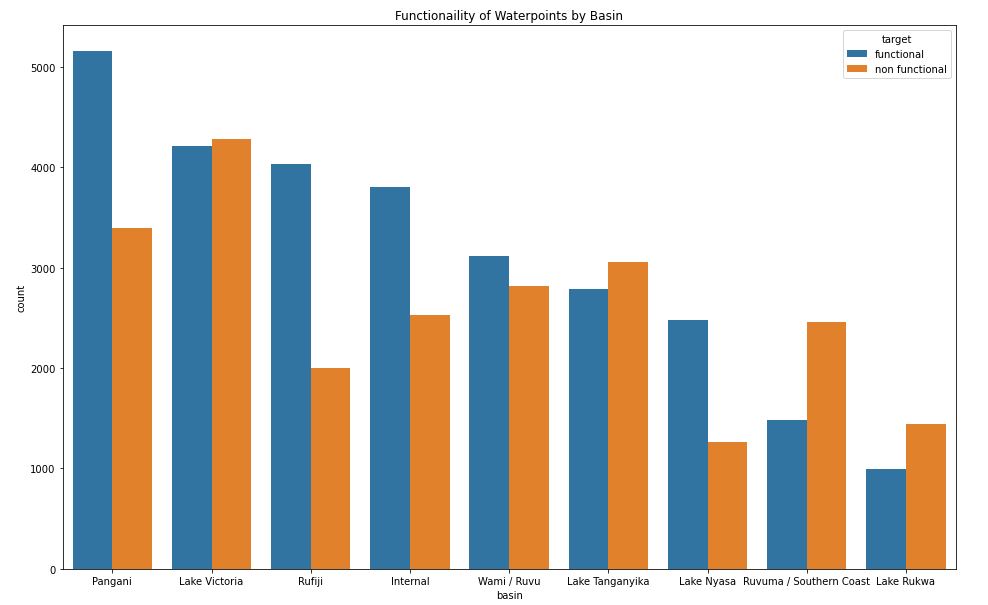 Functionaility of Waterpoints by Basin
target
functional
non functional
5000
4000
3000
2000
1000
0
count
Pangani Lake Victoria Rufiji Internal Wami / Ruvu Lake Tanganyika Lake Nyasa Ruvuma / Southern Coast Lake Rukwa
basin